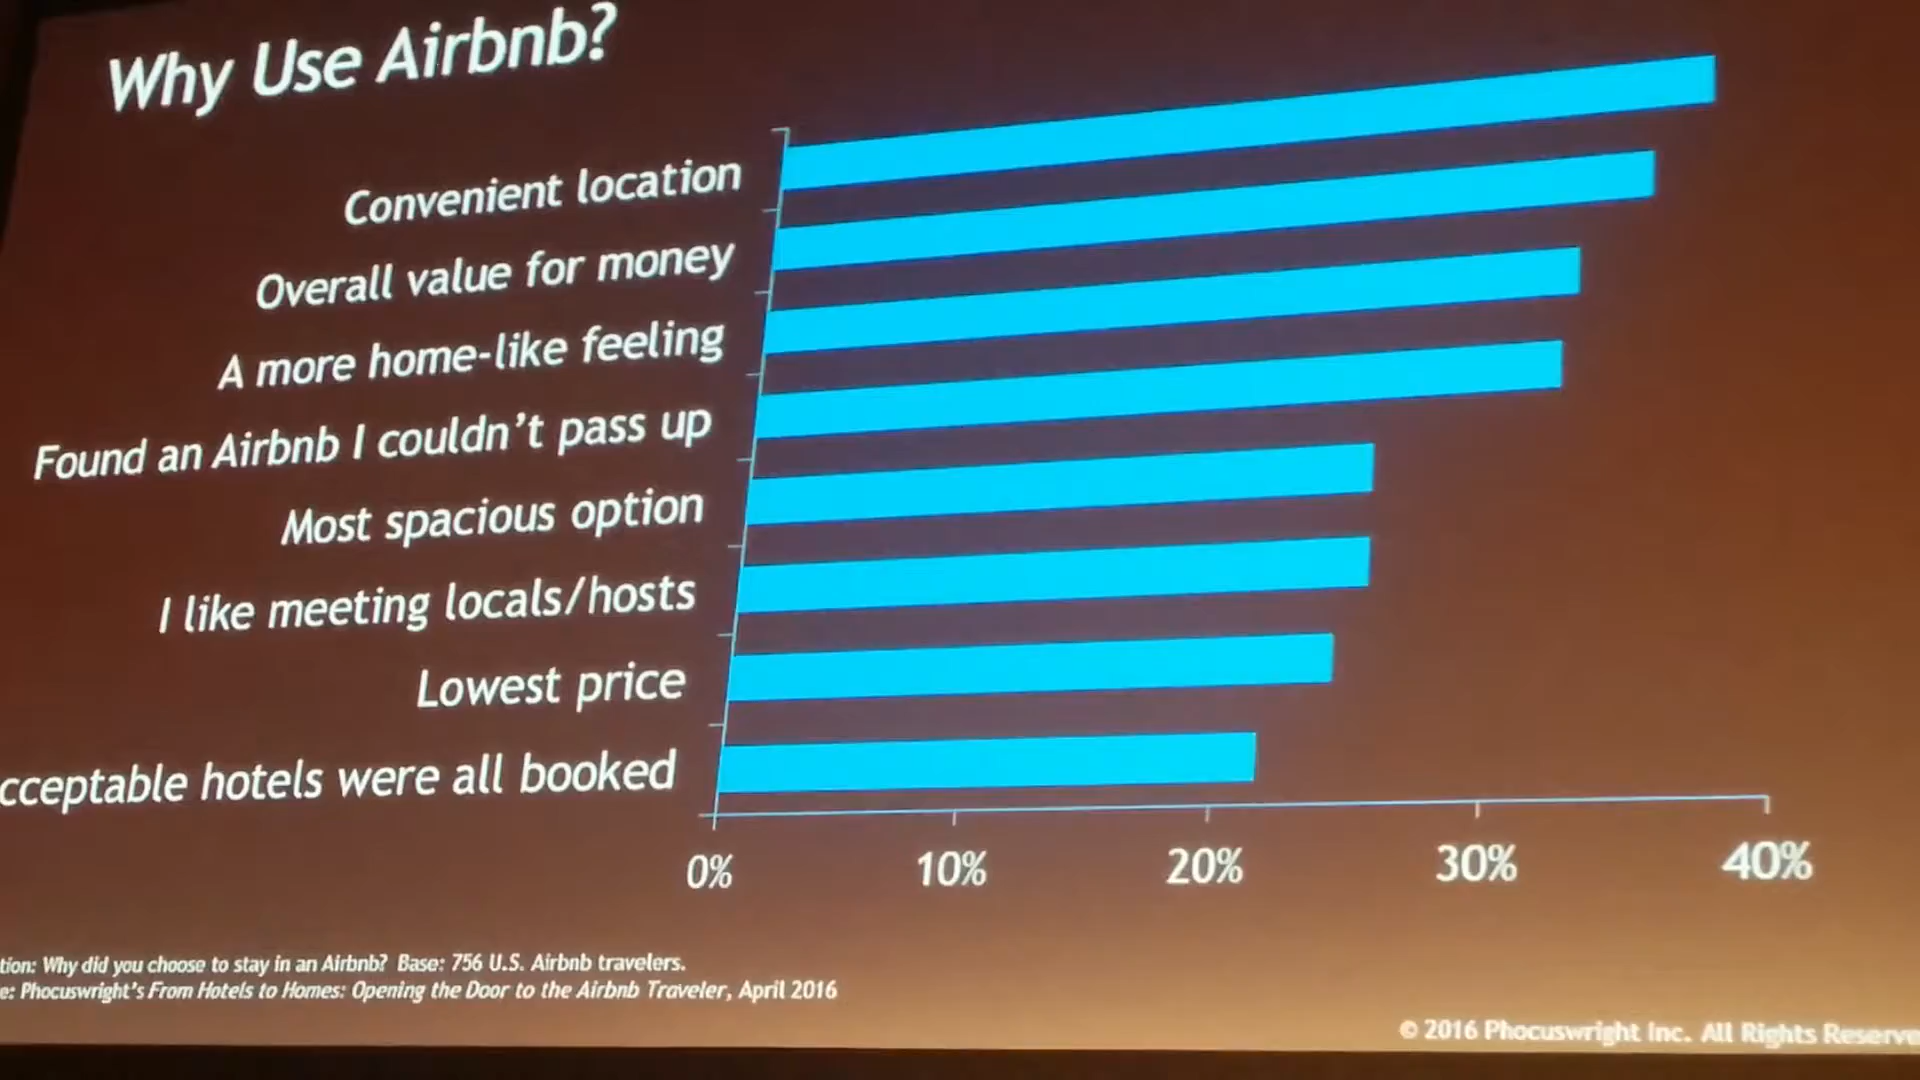 Why Use Airbnb?
Convenient location
Overall value for money
A more home-like feeling
Found an Airbnb I couldn't pass up
Most spacious option
I like meeting locals/hosts
Lowest price
cceptable hotels were all booked
0% 10% 20% 30% 40%
tion: Why did you choose to stay in an Airbnb? Base: 756 U.S. Airbnb travelers.
e: Phocuswright's From Hotels to Homes: Opening the Door to the Airbnb Traveler, April 2016
© 2016 Phocuswright Inc. All Rights Reserve